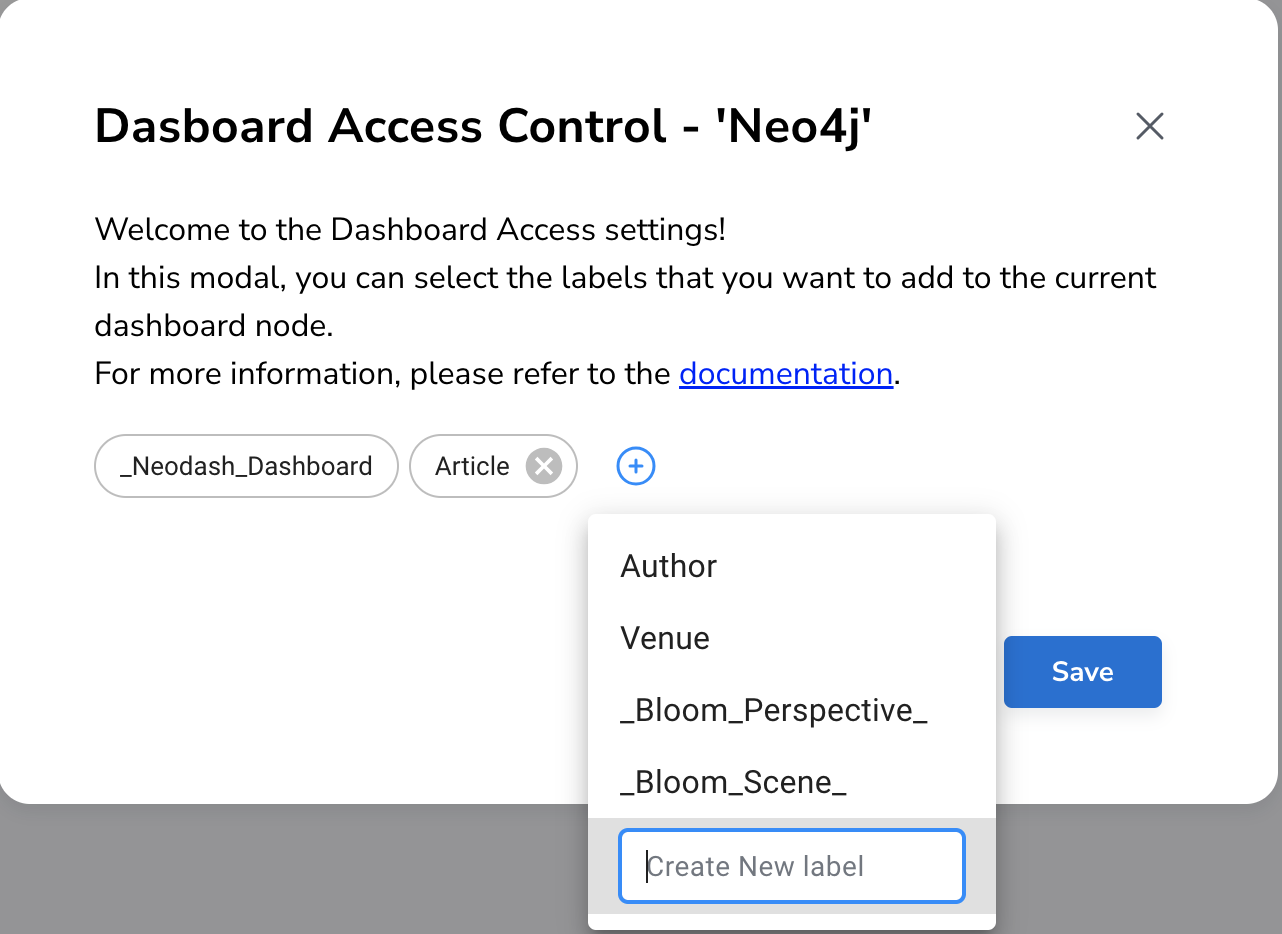 Dasboard Access Control - 'Neo4j'
Welcome to the Dashboard Access settings!
In this modal, you can select the labels that you want to add to the current
dashboard node.
For more information, please refer to the documentation.
_Neodash_Dashboard
Article
Author
Venue
_Bloom_Perspective_
_Bloom_Scene_
Create New label
Save